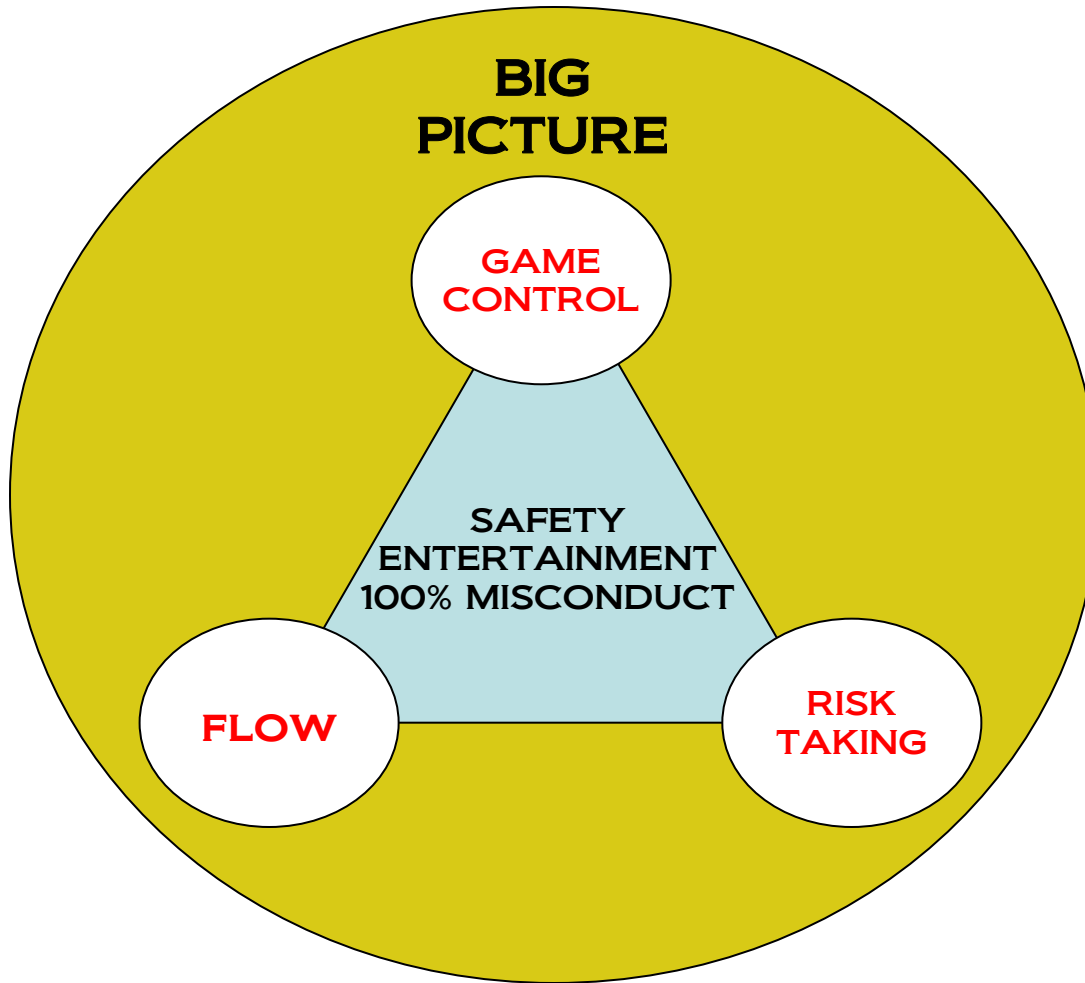 BIG
PICTURE
GAME
CONTROL
SAFETY
ENTERTAINMENT
100% MISCONDUCT
FLOW
RISK
TAKING